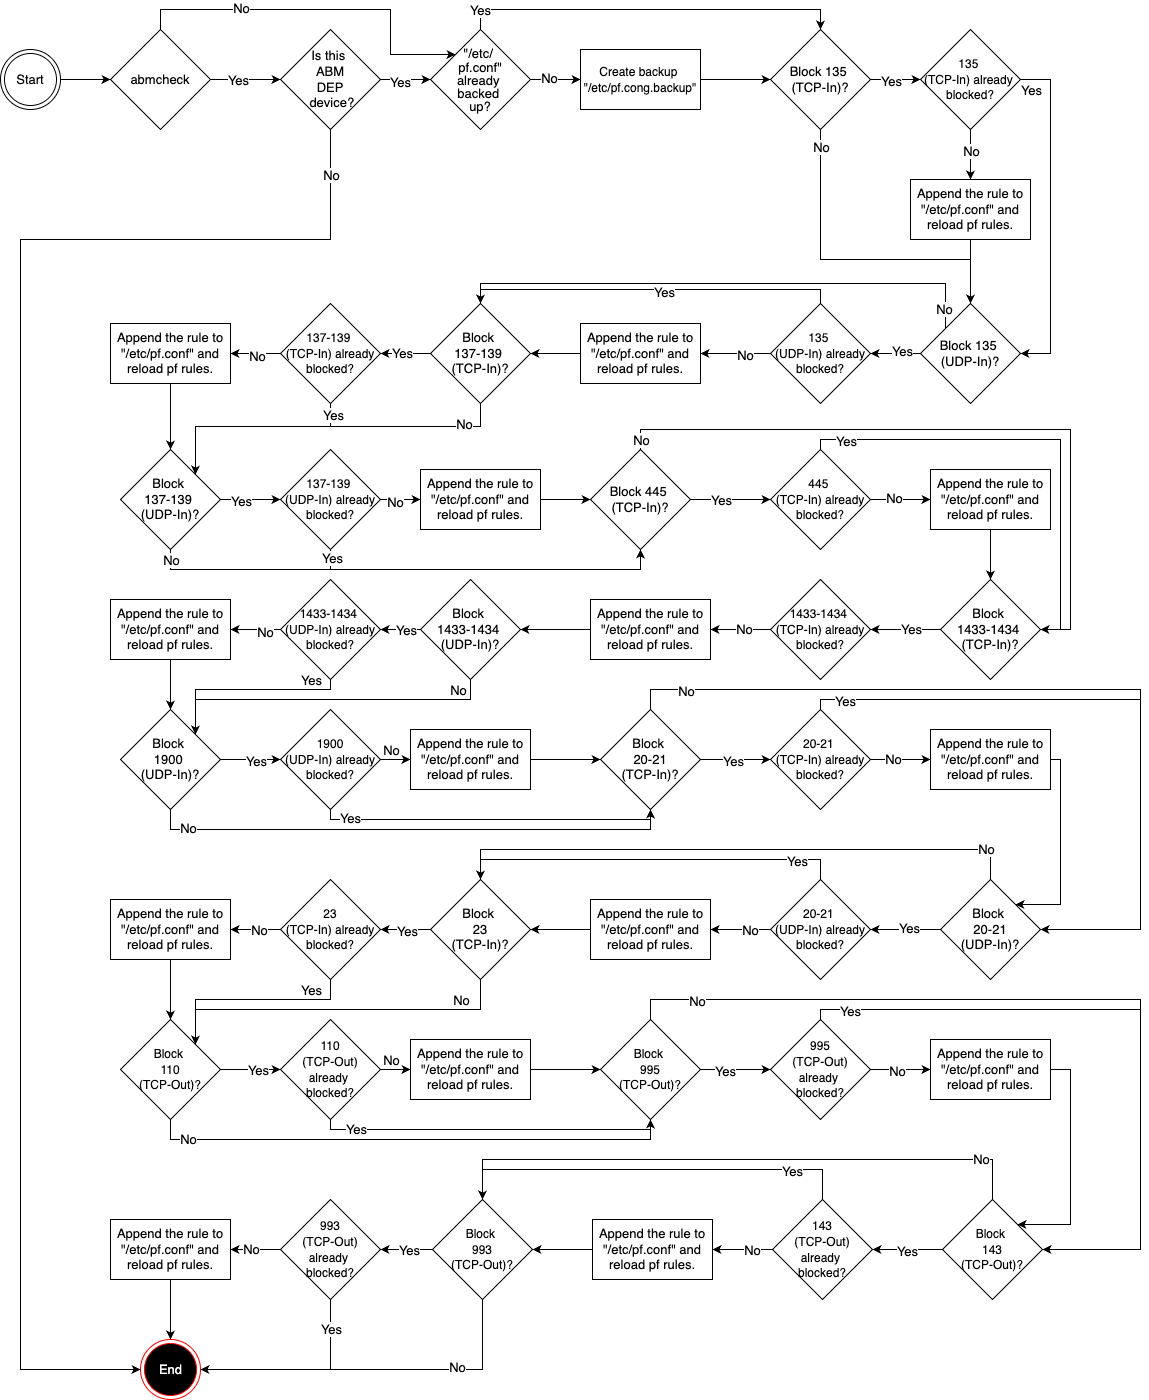 No
Yes
Start
abmcheck
Yes
Is this
ABM
DEP
device?
Yes
"/etc/
pf.conf"
already
backed
up?
No
Create backup
"/etc/pf.cong.backup"
Block 135
(TCP-In)?
Yes
135
(TCP-In) already
blocked?
Yes
No
No
No
Append the rule to
"/etc/pf.conf" and
reload pf rules.
Yes
No
Append the rule to
"/etc/pf.conf" and
reload pf rules.
No
137-139
(TCP-In) already
blocked?
Yes
Block
137-139
(TCP-In)?
Append the rule to
"/etc/pf.conf" and
reload pf rules.
No
135
(UDP-In) already
blocked?
Yes
Block 135
(UDP-In)?
Yes
No
No
Yes
Block
137-139
(UDP-In)?
Yes
137-139
(UDP-In) already
blocked?
No
Append the rule to
"/etc/pf.conf" and
reload pf rules.
Block 445
(TCP-In)?
Yes
445
(TCP-In) already
blocked?
No
Append the rule to
"/etc/pf.conf" and
reload pf rules.
No
Yes
Append the rule to
"/etc/pf.conf" and
reload pf rules.
No
1433-1434
(UDP-In) already
blocked?
Yes
Block
1433-1434
(UDP-In)?
Append the rule to
"/etc/pf.conf" and
reload pf rules.
No
1433-1434
(TCP-In) already
blocked?
Yes
Block
1433-1434
(TCP-In)?
Yes
No
No
Yes
Block
1900
(UDP-In)?
Yes
1900
(UDP-In) already
blocked?
No
Append the rule to
"/etc/pf.conf" and
reload pf rules.
Block
20-21
(TCP-In)?
Yes
20-21
(TCP-In) already
blocked?
No
Append the rule to
"/etc/pf.conf" and
reload pf rules.
Yes
No
No
Yes
Append the rule to
"/etc/pf.conf" and
reload pf rules.
No
23
(TCP-In) already
blocked?
Yes
Block
23
(TCP-In)?
Append the rule to
"/etc/pf.conf" and
reload pf rules.
No
20-21
(UDP-In) already
blocked?
Yes
Block
20-21
(UDP-In)?
Yes
No
No
Yes
Block
110
(TCP-Out)?
Yes
110
(TCP-Out)
already
blocked?
No
Append the rule to
"/etc/pf.conf" and
reload pf rules.
Block
995
(TCP-Out)?
Yes
995
(TCP-Out)
already
blocked?
No
Append the rule to
"/etc/pf.conf" and
reload pf rules.
Yes
No
No
Yes
Append the rule to
"/etc/pf.conf" and
reload pf rules.
No
993
(TCP-Out)
already
blocked?
Yes
Block
993
(TCP-Out)?
Append the rule to
"/etc/pf.conf" and
reload pf rules.
No
143
(TCP-Out)
already
blocked?
Yes
Block
143
(TCP-Out)?
Yes
End
No